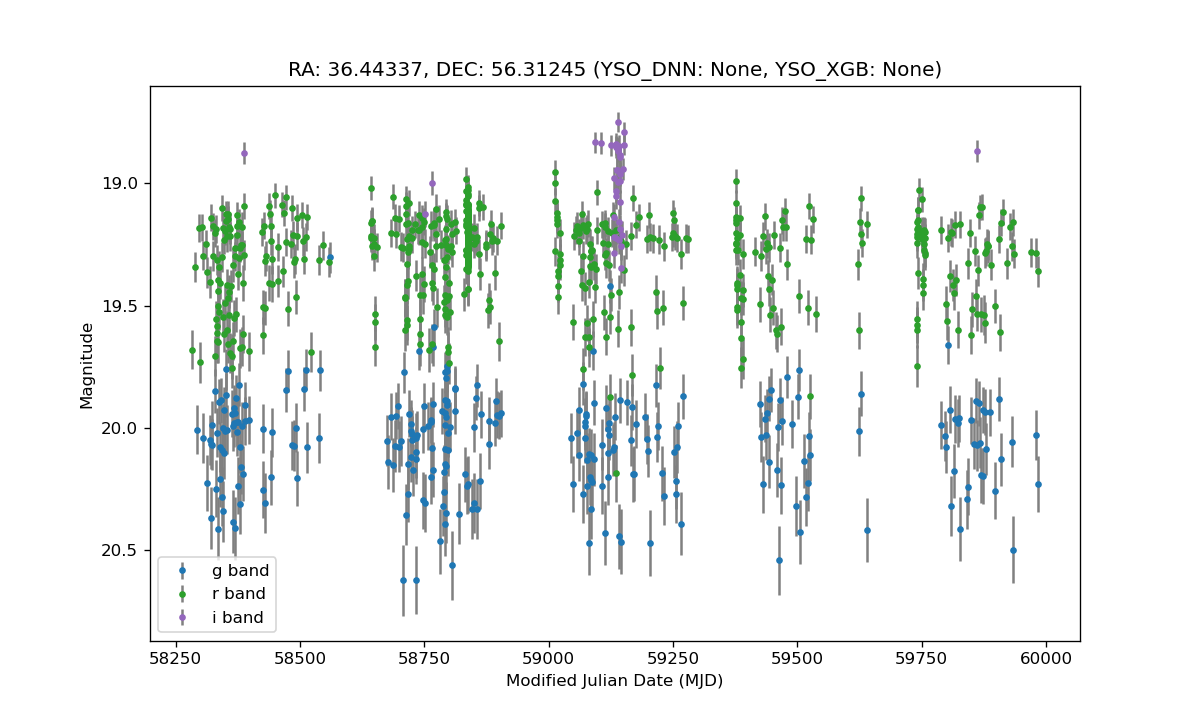 RA: 36.44337, DEC: 56.31245 (YSO_DNN: None, YSO_XGB: None)
19.0
19.5
20.0
20.5
Magnitude
g band
r band
i band
58250 58500 58750 59000 59250 59500 59750 60000
Modified Julian Date (MJD)